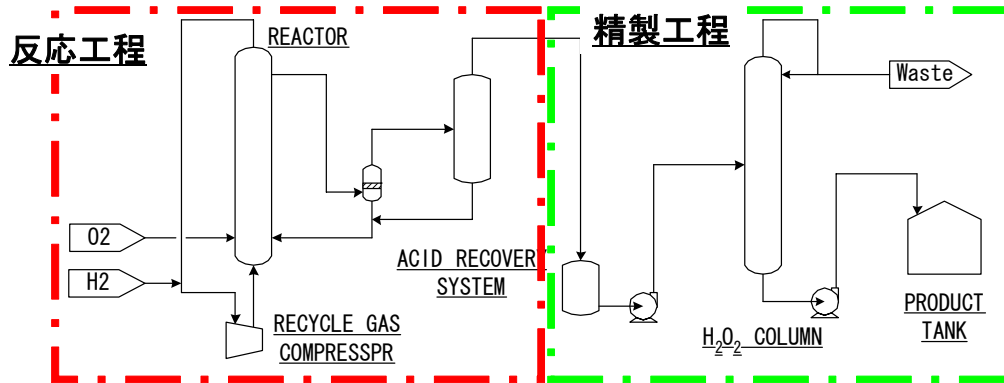 反応工程
REACTOR
精製工程
Waste
O2
H2
ACID RECOVERY
SYSTEM
RECYCLE GAS
COMPRESSPR
H₂O₂ COLUMN
PRODUCT
TANK